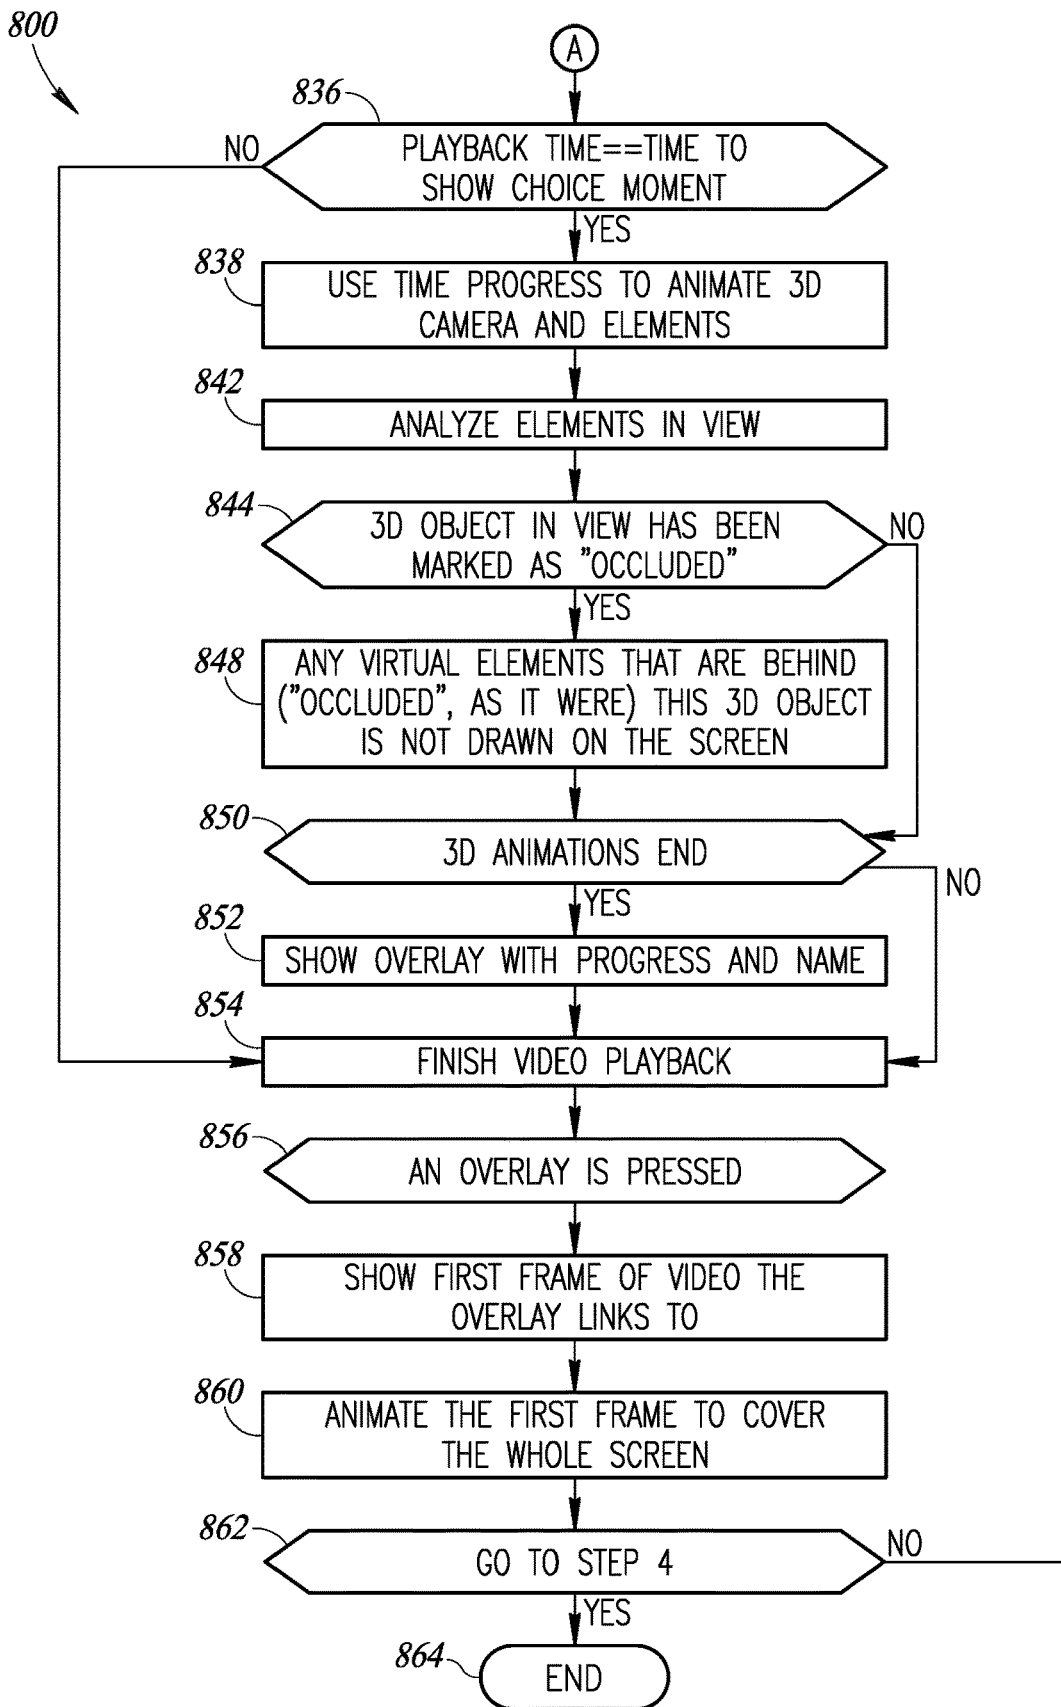 800
A
836
NO
PLAYBACK TIME==TIME TO
SHOW CHOICE MOMENT
YES
838
USE TIME PROGRESS TO ANIMATE 3D
CAMERA AND ELEMENTS
842
ANALYZE ELEMENTS IN VIEW
844
3D OBJECT IN VIEW HAS BEEN
MARKED AS "OCCLUDED"
NO
YES
848
ANY VIRTUAL ELEMENTS THAT ARE BEHIND
("OCCLUDED", AS IT WERE) THIS 3D OBJECT
IS NOT DRAWN ON THE SCREEN
850
3D ANIMATIONS END
NO
YES
852
SHOW OVERLAY WITH PROGRESS AND NAME
854
FINISH VIDEO PLAYBACK
856
AN OVERLAY IS PRESSED
858
SHOW FIRST FRAME OF VIDEO THE
OVERLAY LINKS TO
860
ANIMATE THE FIRST FRAME TO COVER
THE WHOLE SCREEN
862
GO TO STEP 4
NO
YES
864
END